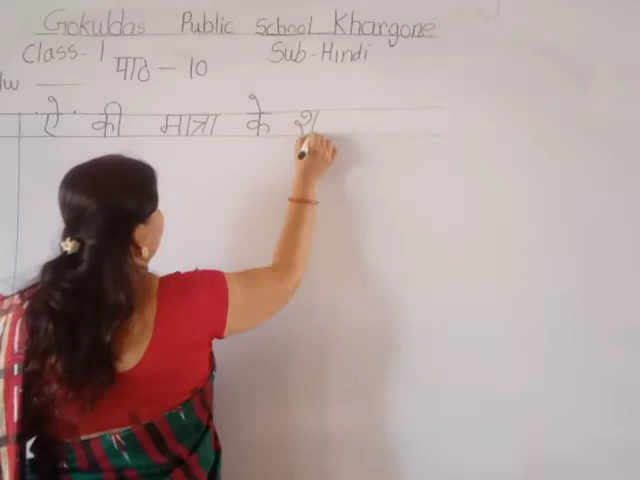 Gokuldas Public School Khargone
Class-1 Sub-Hindi
पाठ - 10
ऐ की मात्रा के श